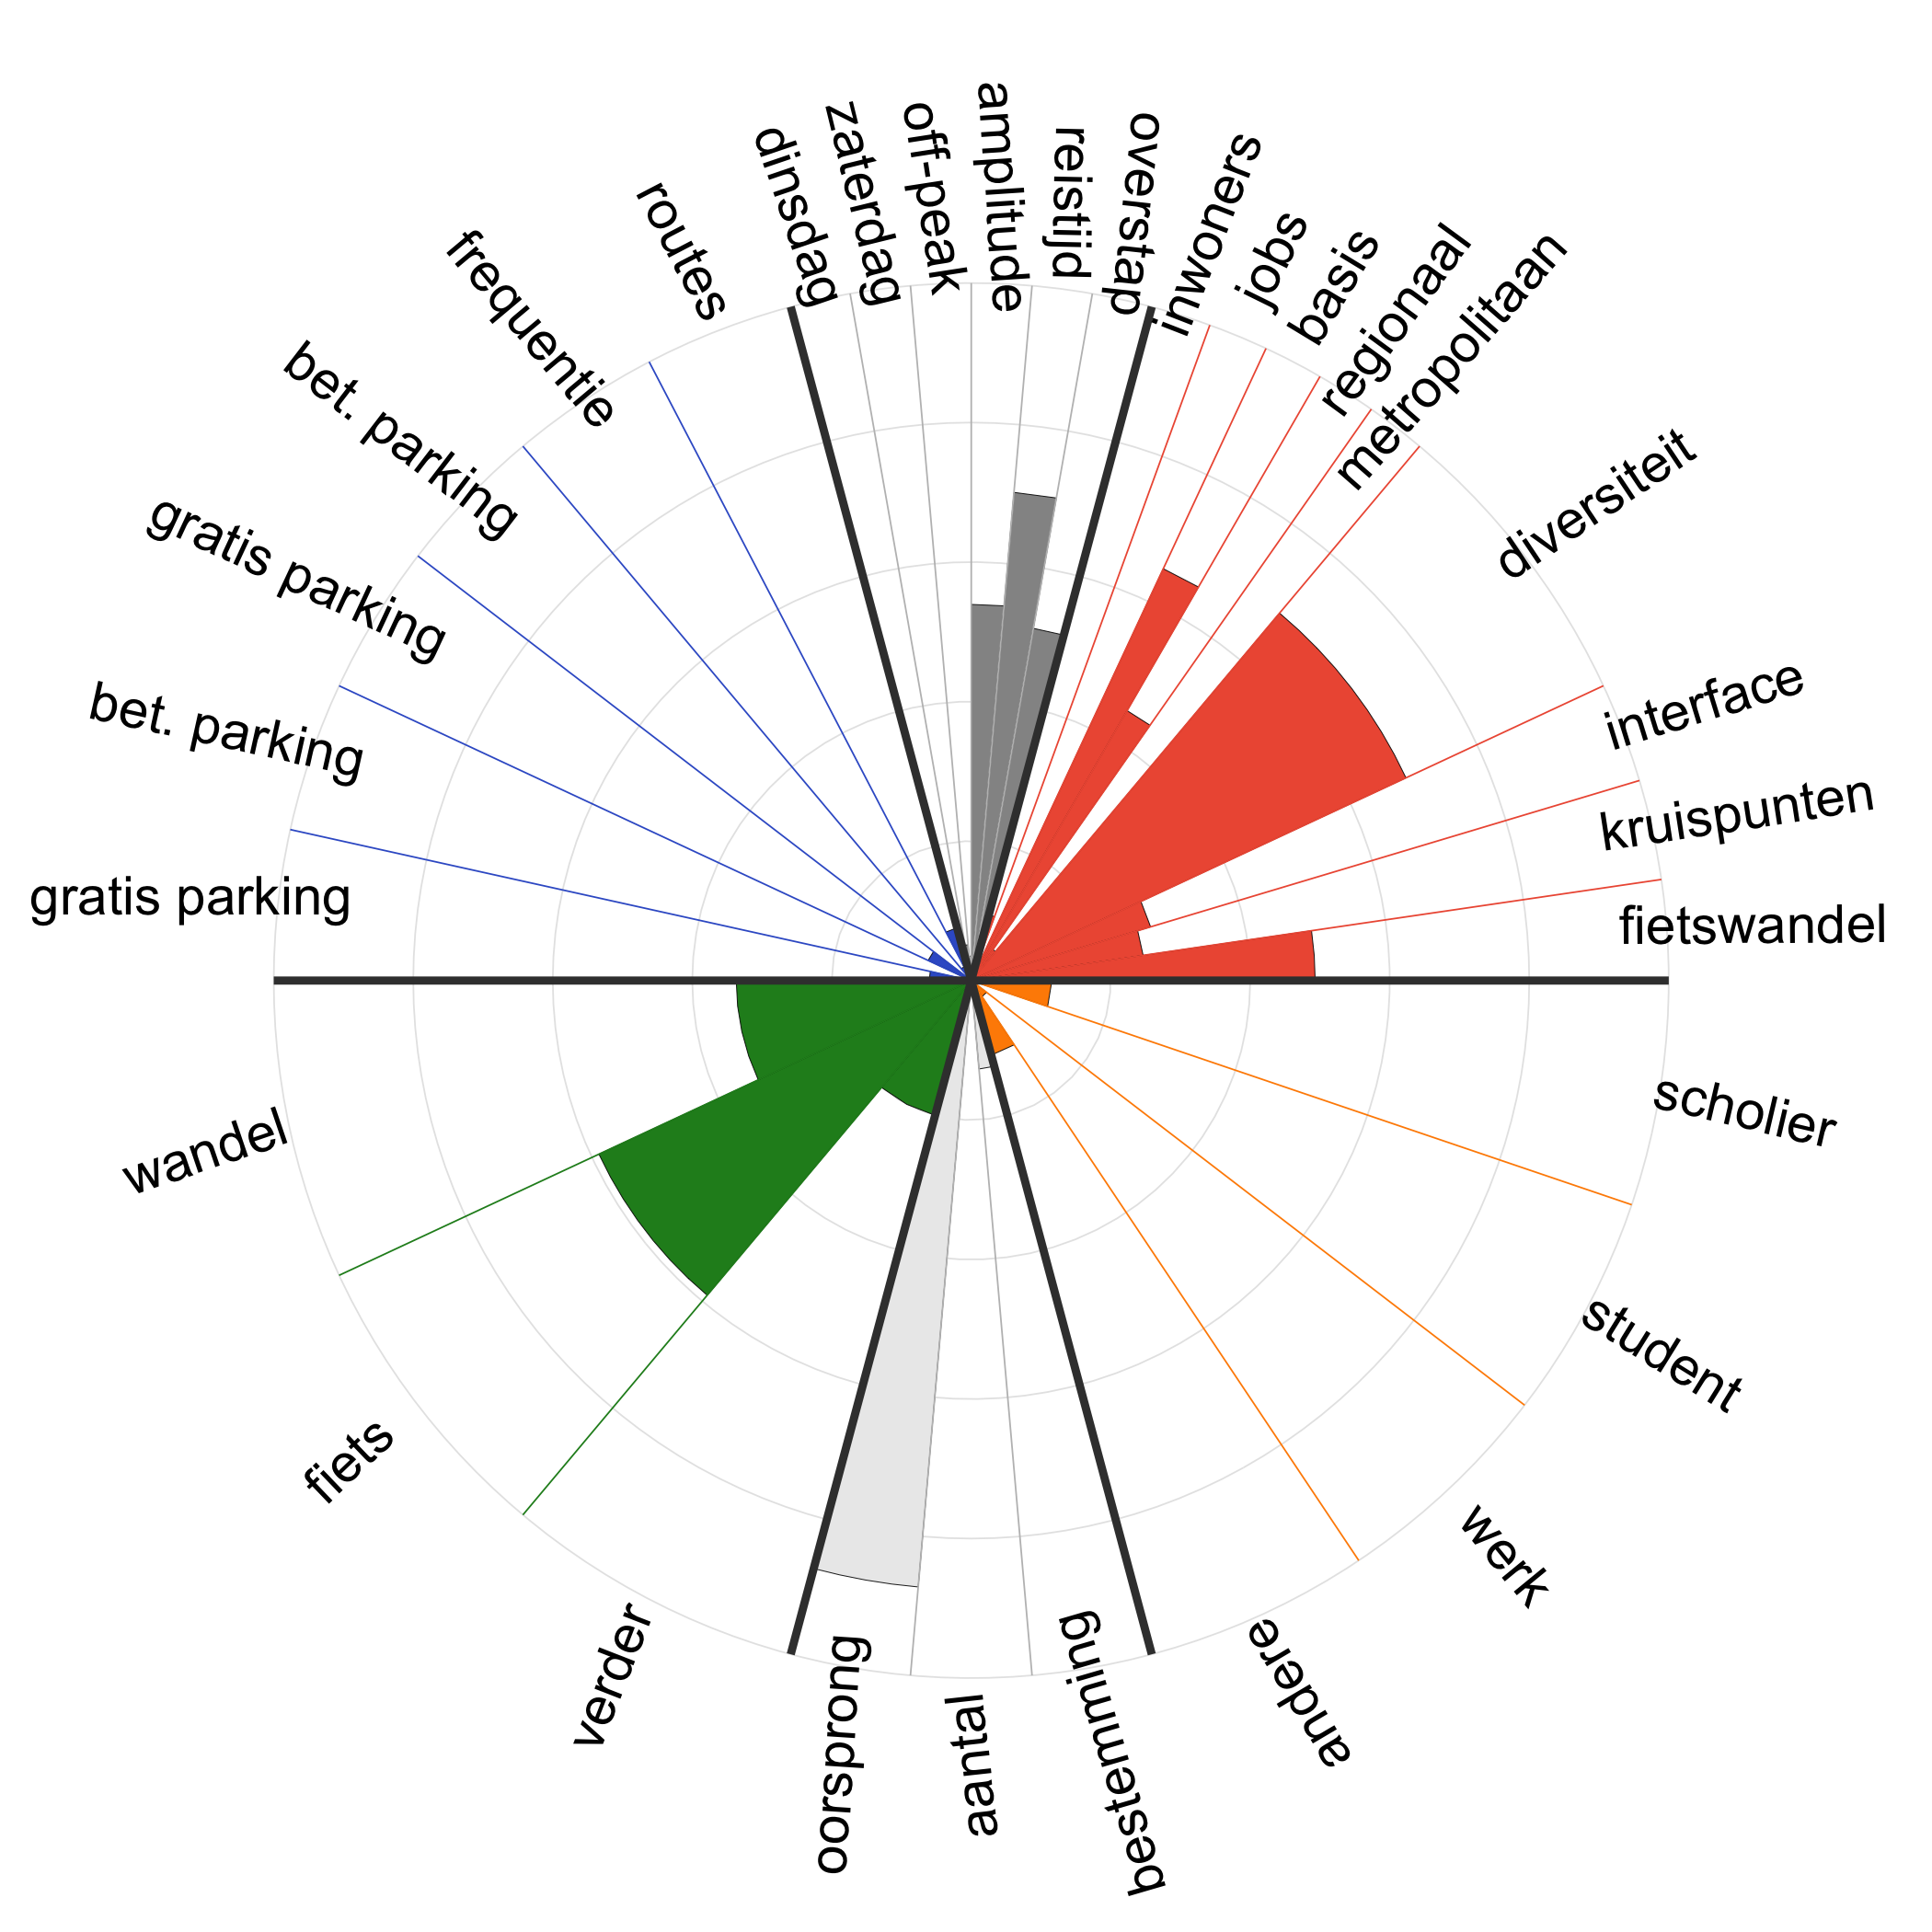 dinsdag
zaterdag
off-peak
amplitude
reistijd
overstap
inwoners
jobs
basis
regionaal
metropolitaan
diversiteit
interface
kruispunten
fietswandel
scholier
student
werk
andere
bestemming
aantal
oorsprong
verder
fiets
wandel
gratis parking
bet. parking
gratis parking
bet. parking
frequentie
routes